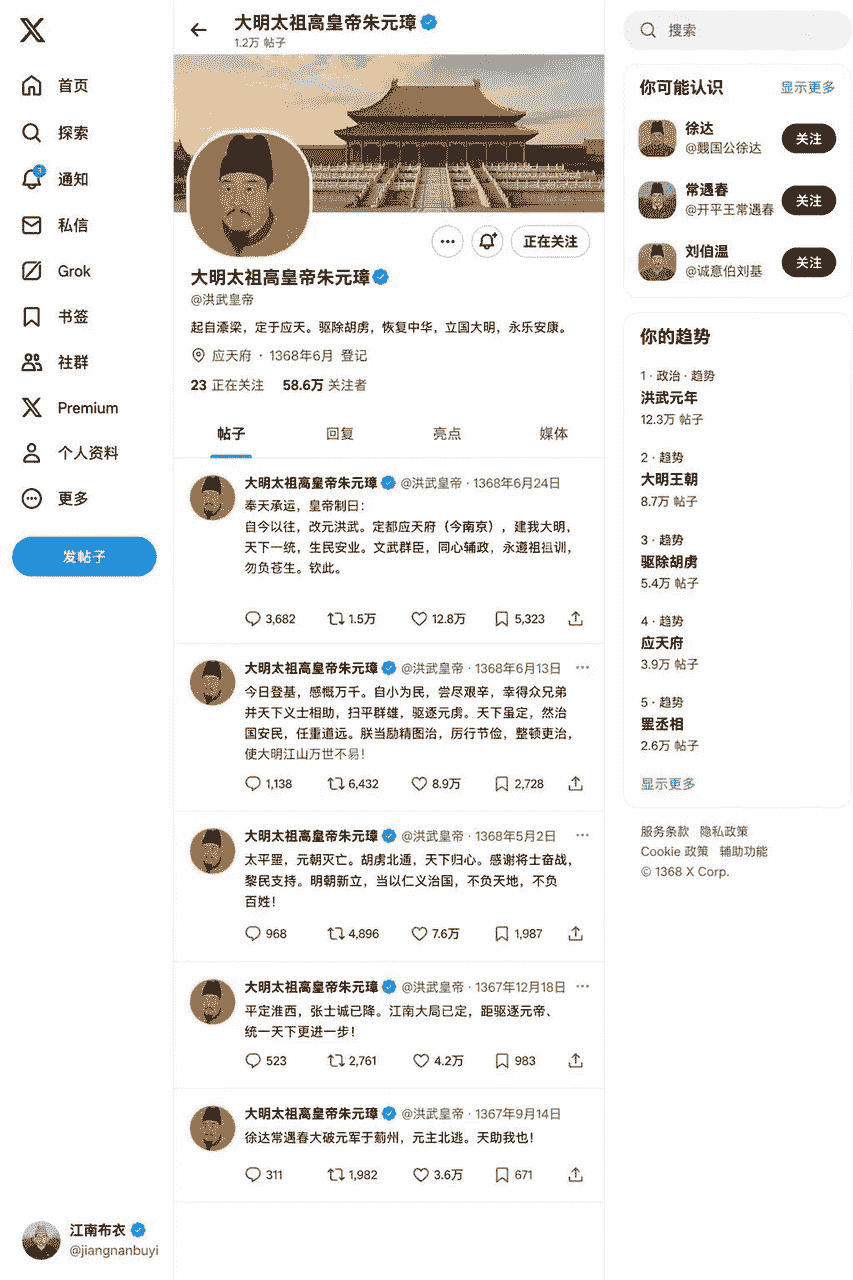 首页
探索
3
通知
私信
Grok
书签
社群
Premium
个人资料
更多
发帖子
江南布衣
@jiangnanbuyi
大明太祖高皇帝朱元璋
1.2万 帖子
正在关注
大明太祖高皇帝朱元璋
@洪武皇帝
起自濠梁,定于应天。驱除胡虏,恢复中华,立国大明,永乐安康。
应天府 · 1368年6月 登记
23 正在关注 58.6万 关注者
帖子 回复 亮点 媒体
大明太祖高皇帝朱元璋 @洪武皇帝 · 1368年6月24日
奉天承运,皇帝制曰:
自今以往,改元洪武。定都应天府(今南京),建我大明,
天下一统,生民安业。文武群臣,同心辅政,永遵祖训,
勿负苍生。钦此。
3,682 1.5万 12.8万 5,323
大明太祖高皇帝朱元璋 @洪武皇帝 · 1368年6月13日
今日登基,感慨万千。自小为民,尝尽艰辛,幸得众兄弟
并天下义士相助,扫平群雄,驱逐元虏。天下虽定,然治
国安民,任重道远。朕当励精图治,厉行节俭,整顿吏治,
使大明江山万世不易!
1,138 6,432 8.9万 2,728
大明太祖高皇帝朱元璋 @洪武皇帝 · 1368年5月2日
太平罣,元朝灭亡。胡虏北遁,天下归心。感谢将士奋战,
黎民支持。明朝新立,当以仁义治国,不负天地,不负
百姓!
968 4,896 7.6万 1,987
大明太祖高皇帝朱元璋 @洪武皇帝 · 1367年12月18日
平定淮西,张士诚已降。江南大局已定,距驱逐元帝、
统一天下更进一步!
523 2,761 4.2万 983
大明太祖高皇帝朱元璋 @洪武皇帝 · 1367年9月14日
徐达常遇春大破元军于蓟州,元主北逃。天助我也!
311 1,982 3.6万 671
搜索
你可能认识 显示更多
徐达
@魏国公徐达
关注
常遇春
@开平王常遇春
关注
刘伯温
@诚意伯刘基
关注
你的趋势
1 · 政治 · 趋势
洪武元年
12.3万 帖子
2 · 趋势
大明王朝
8.7万 帖子
3 · 趋势
驱除胡虏
5.4万 帖子
4 · 趋势
应天府
3.9万 帖子
5 · 趋势
罢丞相
2.6万 帖子
显示更多
服务条款 隐私政策
Cookie 政策 辅助功能
© 1368 X Corp.